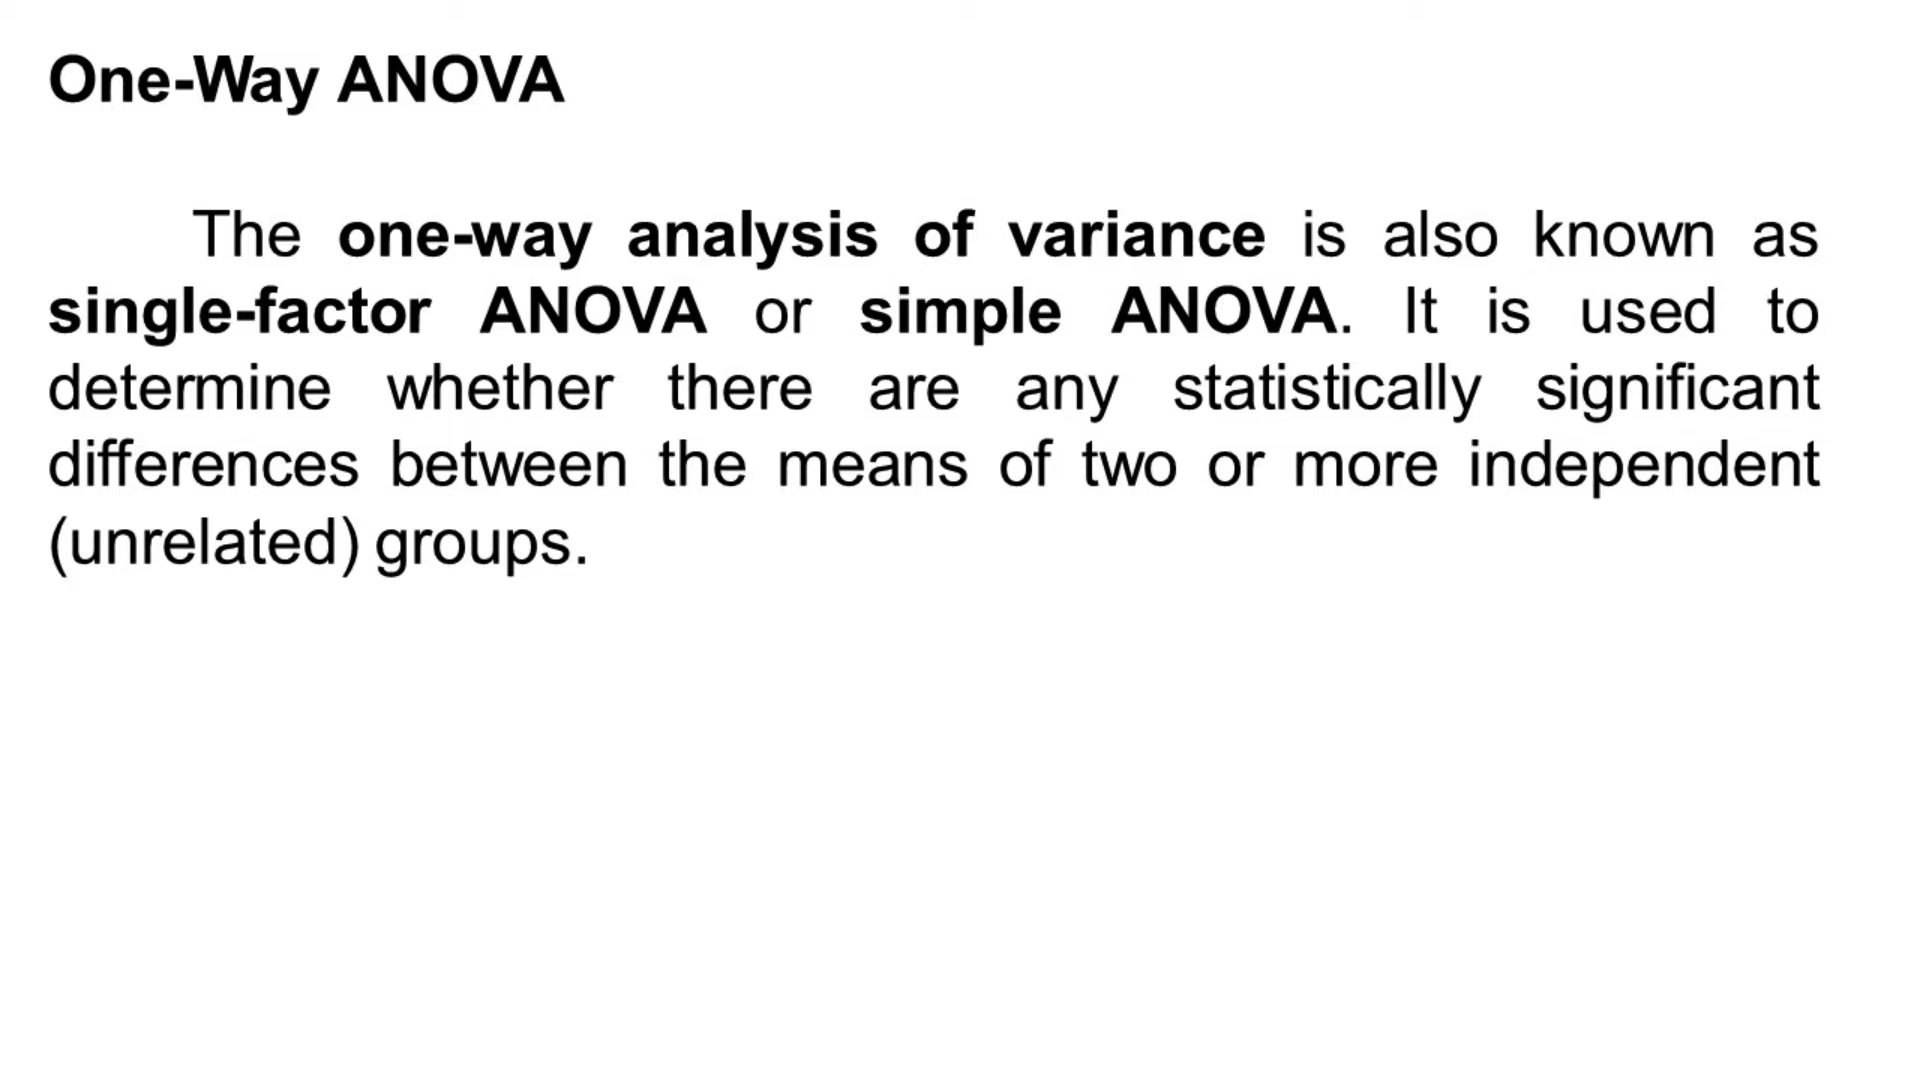 One-Way ANOVA
The one-way analysis of variance is also known as
single-factor ANOVA or simple ANOVA. It is used to
determine whether there are any statistically significant
differences between the means of two or more independent
(unrelated) groups.